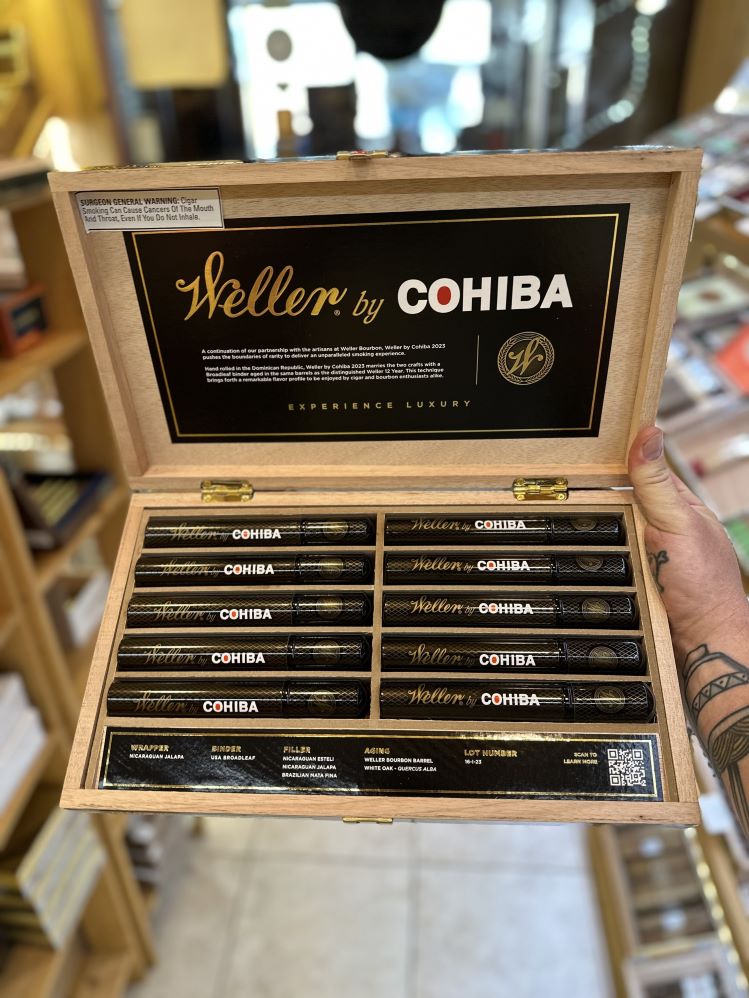 SURGEON GENERAL WARNING: Cigar
Smoking Can Cause Cancers Of The Mouth
And Throat, Even If You Do Not Inhale.
Weller® by COHIBA
A continuation of our partnership with the artisans at Weller Bourbon, Weller by Cohiba 2023
pushes the boundaries of rarity to deliver an unparalleled smoking experience.
Hand rolled in the Dominican Republic, Weller by Cohiba 2023 marries the two crafts with a
Broadleaf binder aged in the same barrels as the distinguished Weller 12 Year. This technique
brings forth a remarkable flavor profile to be enjoyed by cigar and bourbon enthusiasts alike.
W
EXPERIENCE LUXURY
Weller by COHIBA
Weller by COHIBA
Weller by COHIBA
Weller by COHIBA
Weller by COHIBA
Weller by COHIBA
Weller by COHIBA
Weller by COHIBA
Weller by COHIBA
Weller by COHIBA
WRAPPER
NICARAGUAN JALAPA
BINDER
USA BROADLEAF
FILLER
NICARAGUAN ESTELI
NICARAGUAN JALAPA
BRAZILIAN MATA FINA
AGING
WELLER BOURBON BARREL
WHITE OAK - QUERCUS ALBA
LOT NUMBER
16-I-23
SCAN TO
LEARN MORE